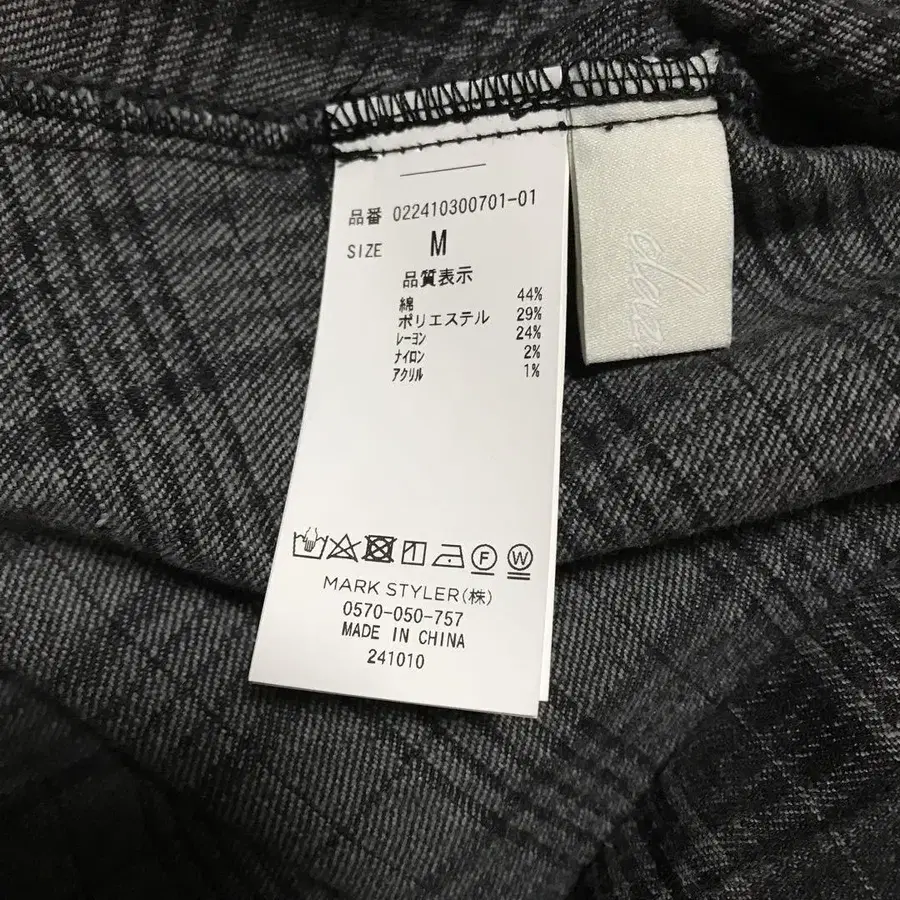 品番 022410300701-01
SIZE M
品質表示
綿 44%
ポリエステル 29%
レーヨン 24%
ナイロン 2%
アクリル 1%
F W
MARK STYLER(株)
0570-050-757
MADE IN CHINA
241010